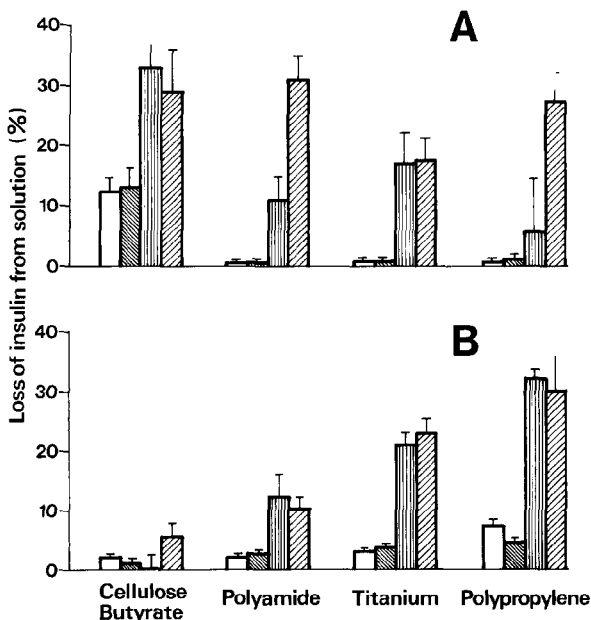 Loss of insulin from solution (%)
A
40
30
20
10
0
B
40
30
20
10
0
Cellulose
Butyrate
Polyamide
Titanium
Polypropylene